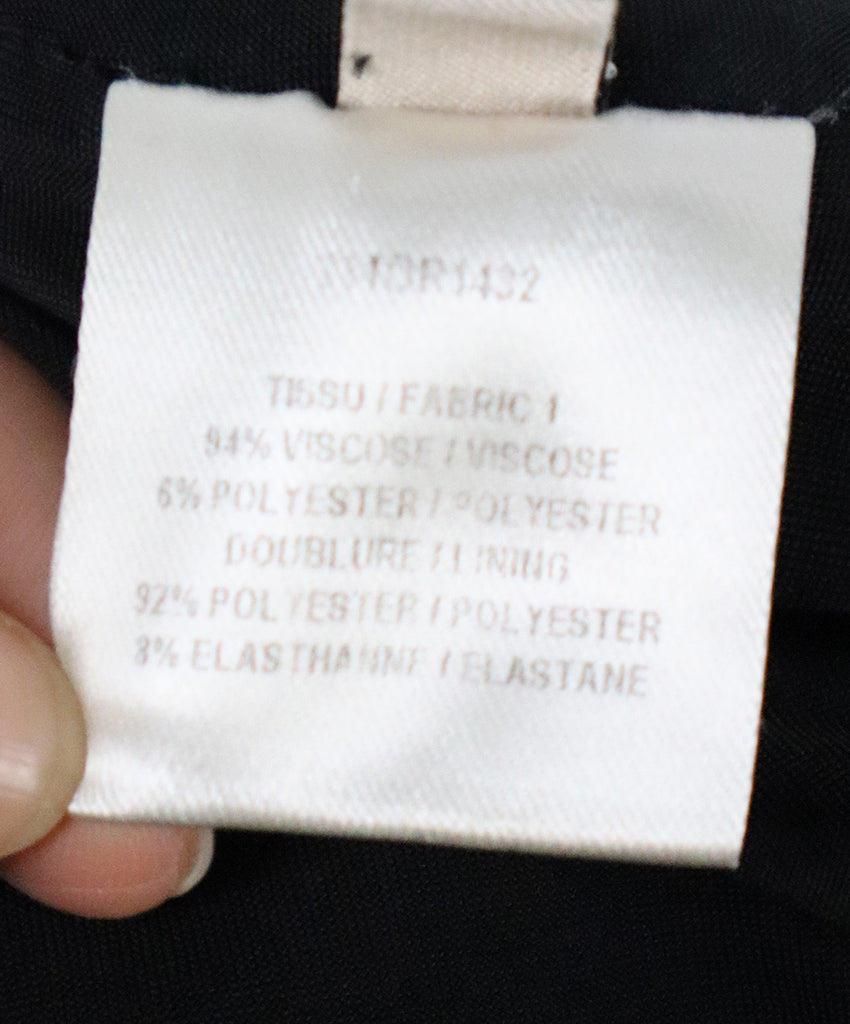 TISSU / FABRIC 1
94% VISCOSE / VISCOSE
6% POLYESTER / POLYESTER
DOUBLURE / LINING
92% POLYESTER / POLYESTER
8% ELASTHANNE / ELASTANE